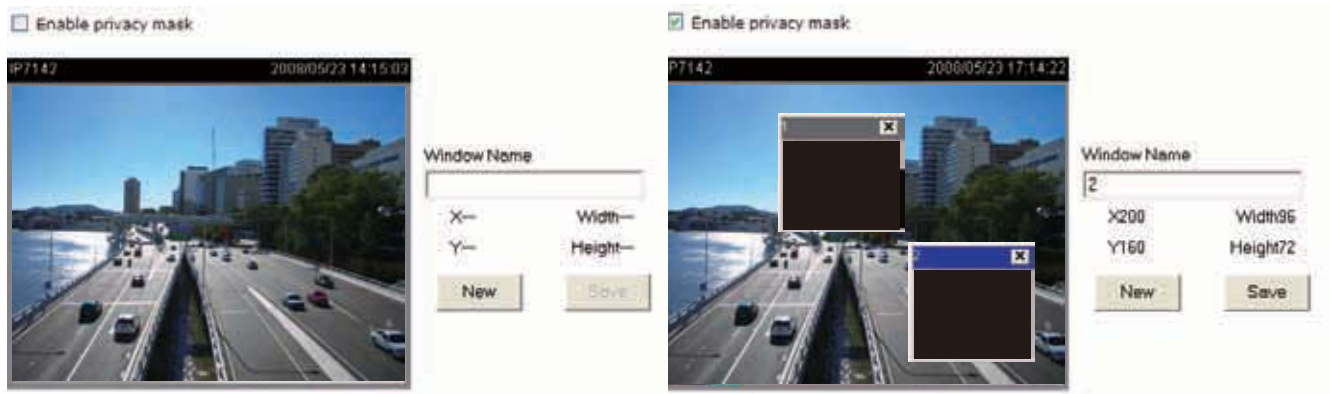 Enable privacy mask
IP7142 2008/05/23 14:15:03
Window Name
X— Width—
Y— Height—
New Save
Enable privacy mask
P7142 2008/05/23 17:14:22
1
2
Window Name
2
X200 Width96
Y160 Height72
New Save